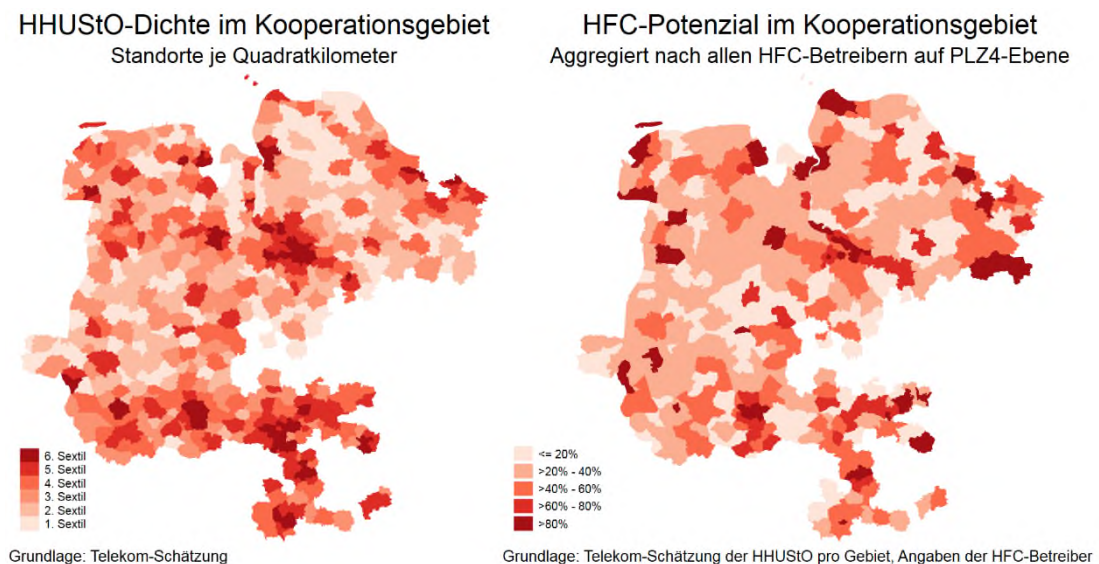 HHUStO-Dichte im Kooperationsgebiet
Standorte je Quadratkilometer
6. Sextil
5. Sextil
4. Sextil
3. Sextil
2. Sextil
1. Sextil
Grundlage: Telekom-Schätzung
HFC-Potenzial im Kooperationsgebiet
Aggregiert nach allen HFC-Betreibern auf PLZ4-Ebene
<= 20%
>20% - 40%
>40% - 60%
>60% - 80%
>80%
Grundlage: Telekom-Schätzung der HHUStO pro Gebiet, Angaben der HFC-Betreiber